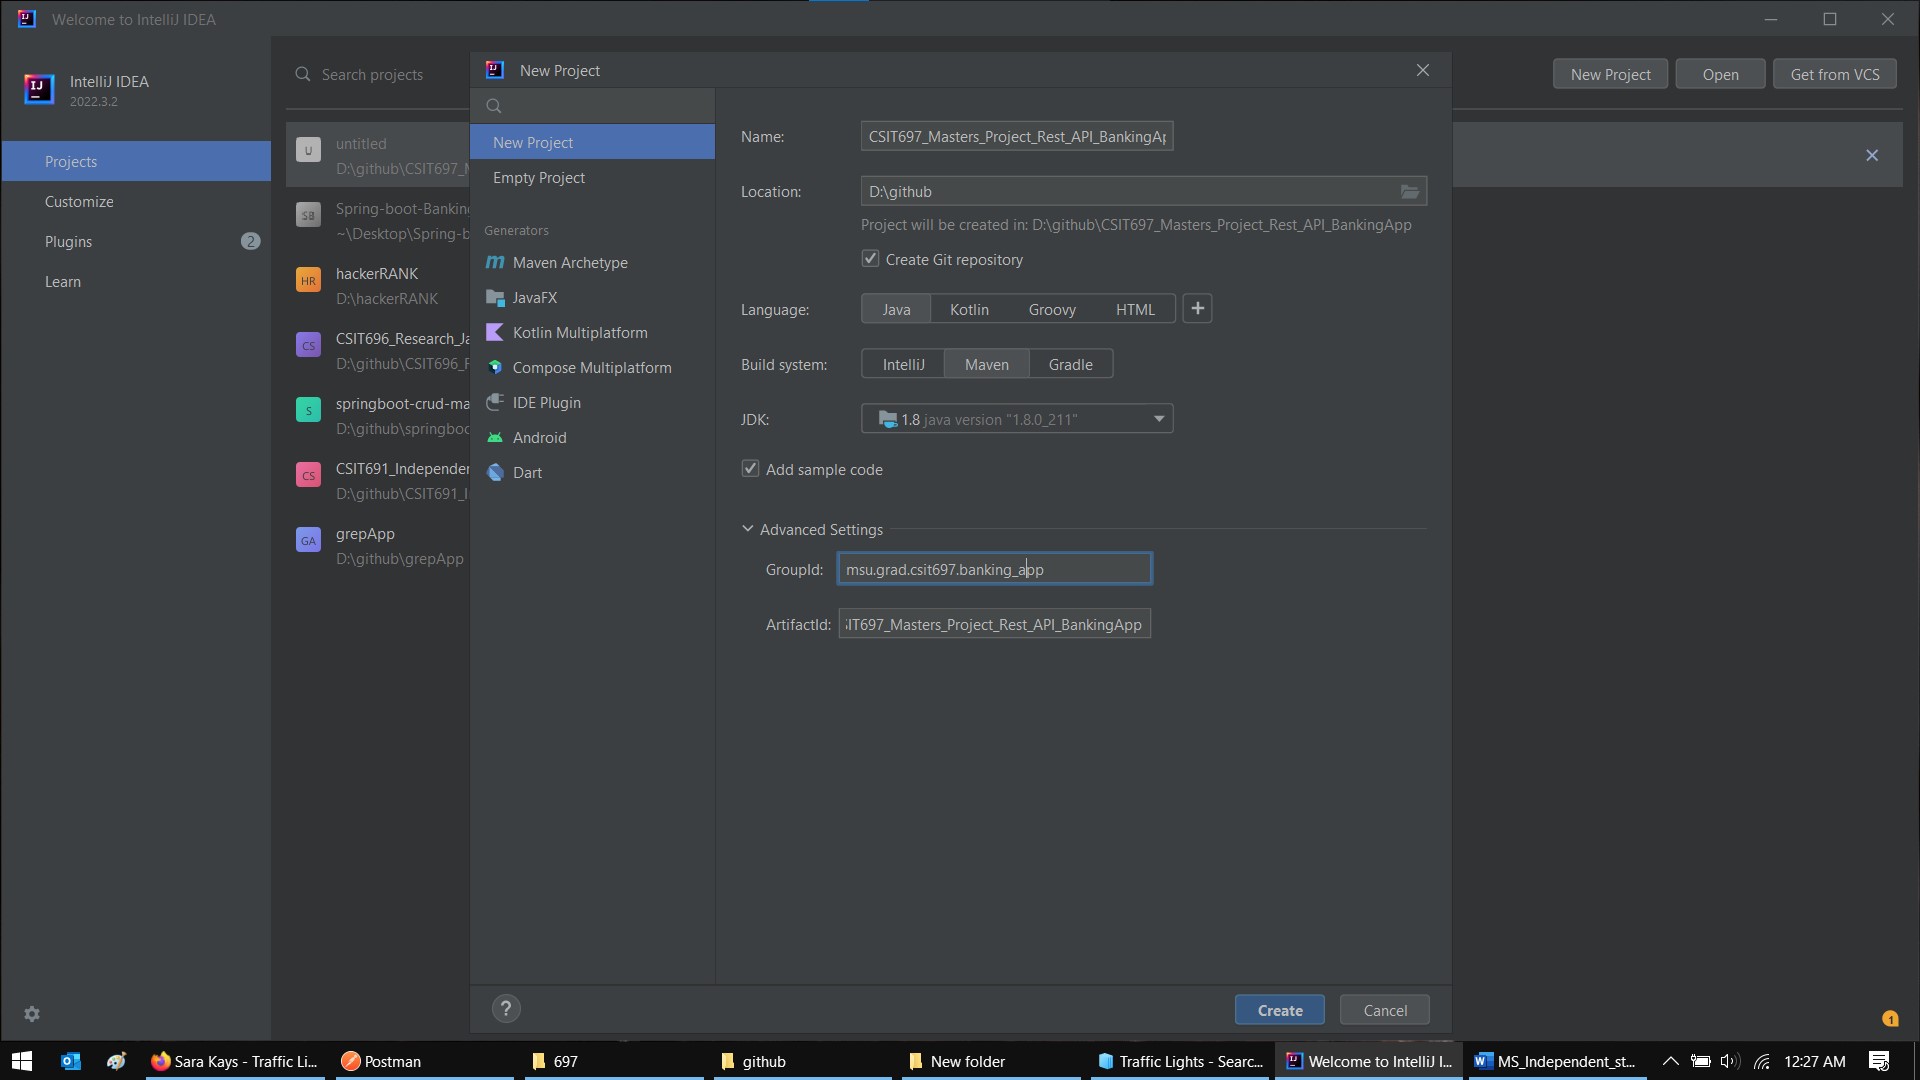 Welcome to IntelliJ IDEA
IntelliJ IDEA
2022.3.2
Projects
Customize
Plugins
2
Learn
Search projects
New Project
Open
Get from VCS
U
untitled
D:\github\CSIT697_M
SB
Spring-boot-Banking
~\Desktop\Spring-b
HR
hackerRANK
D:\hackerRANK
CS
CSIT696_Research_Ja
D:\github\CSIT696_R
S
springboot-crud-ma
D:\github\springboo
CS
CSIT691_Independen
D:\github\CSIT691_I
GA
grepApp
D:\github\grepApp
New Project
New Project
Empty Project
Generators
m Maven Archetype
JavaFX
Kotlin Multiplatform
Compose Multiplatform
IDE Plugin
Android
Dart
Name: CSIT697_Masters_Project_Rest_API_BankingAp
Location: D:\github
Project will be created in: D:\github\CSIT697_Masters_Project_Rest_API_BankingApp
Create Git repository
Language: Java Kotlin Groovy HTML +
Build system: IntelliJ Maven Gradle
JDK: 1.8 java version "1.8.0_211"
Add sample code
Advanced Settings
GroupId: msu.grad.csit697.banking_app
ArtifactId: SIT697_Masters_Project_Rest_API_BankingApp
?
Create
Cancel
1
Sara Kays - Traffic Li...
Postman
697
github
New folder
Traffic Lights - Searc...
Welcome to IntelliJ I...
MS_Independent_st...
12:27 AM